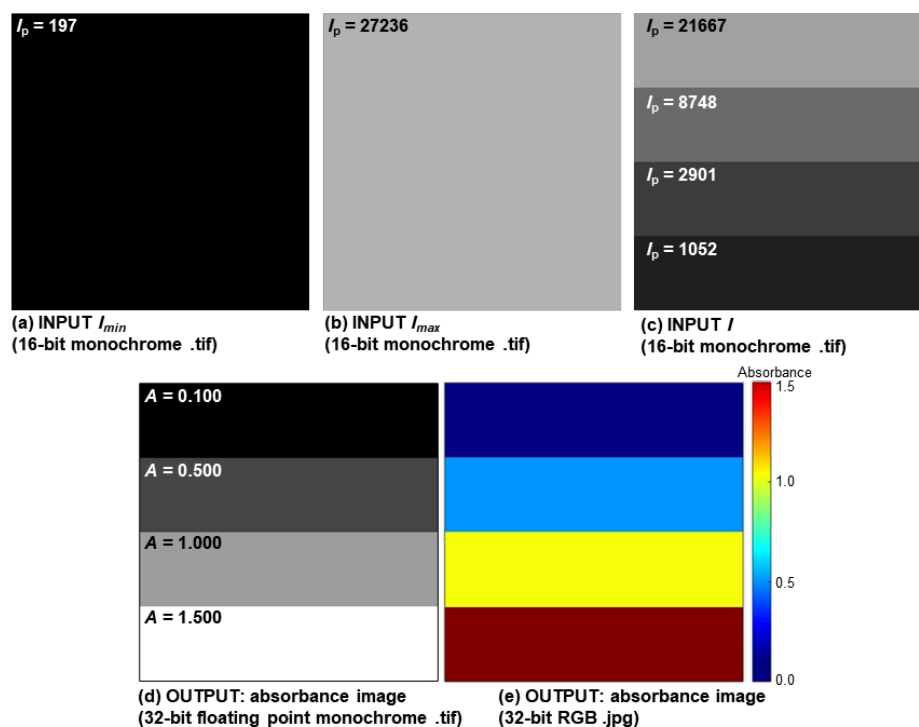 Ip = 197
Ip = 27236
Ip = 21667
Ip = 8748
Ip = 2901
Ip = 1052
(a) INPUT Imin
(16-bit monochrome .tif)
(b) INPUT Imax
(16-bit monochrome .tif)
(c) INPUT I
(16-bit monochrome .tif)
A = 0.100
A = 0.500
A = 1.000
A = 1.500
Absorbance
1.5
1.0
0.5
0.0
(d) OUTPUT: absorbance image
(32-bit floating point monochrome .tif)
(e) OUTPUT: absorbance image
(32-bit RGB .jpg)